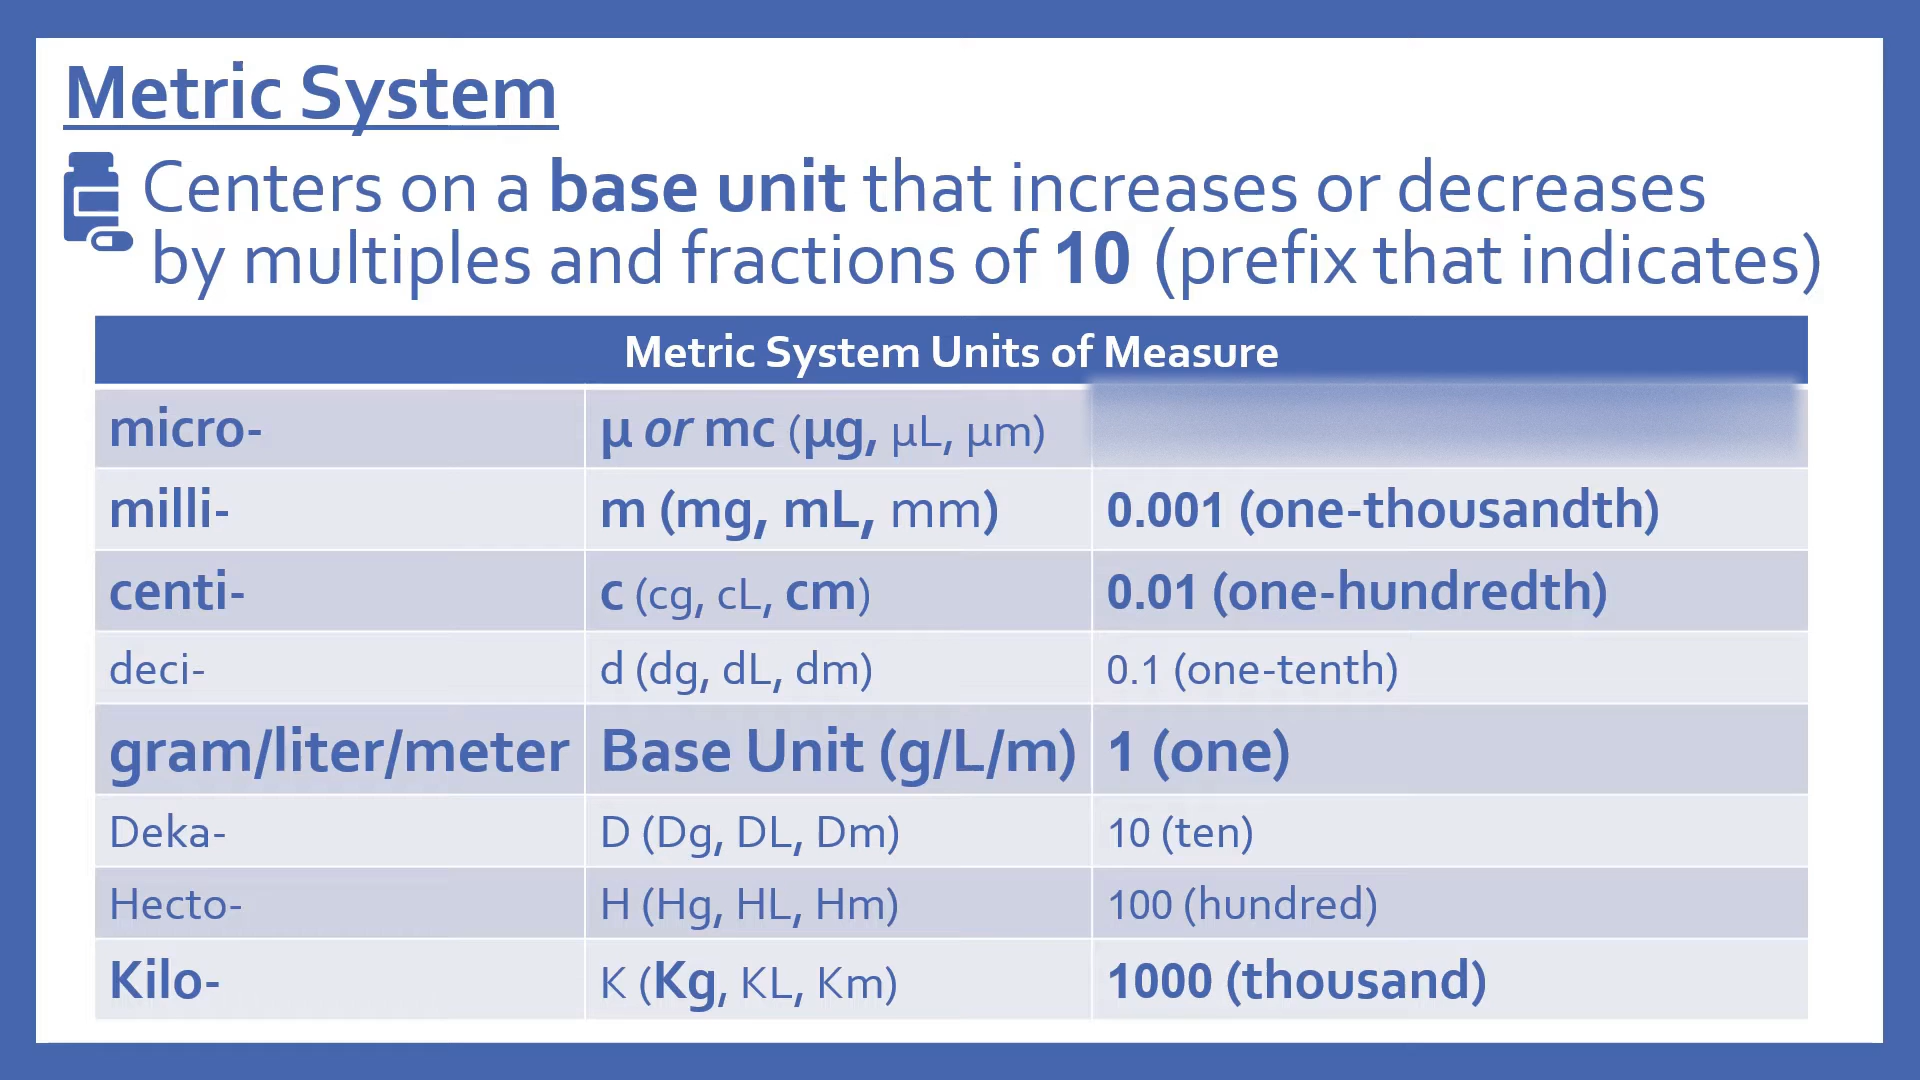 Metric System
Centers on a base unit that increases or decreases
by multiples and fractions of 10 (prefix that indicates)
Metric System Units of Measure
micro- µ or mc (µg, µL, µm)
milli- m (mg, mL, mm) 0.001 (one-thousandth)
centi- c (cg, cL, cm) 0.01 (one-hundredth)
deci- d (dg, dL, dm) 0.1 (one-tenth)
gram/liter/meter Base Unit (g/L/m) 1 (one)
Deka- D (Dg, DL, Dm) 10 (ten)
Hecto- H (Hg, HL, Hm) 100 (hundred)
Kilo- K (Kg, KL, Km) 1000 (thousand)